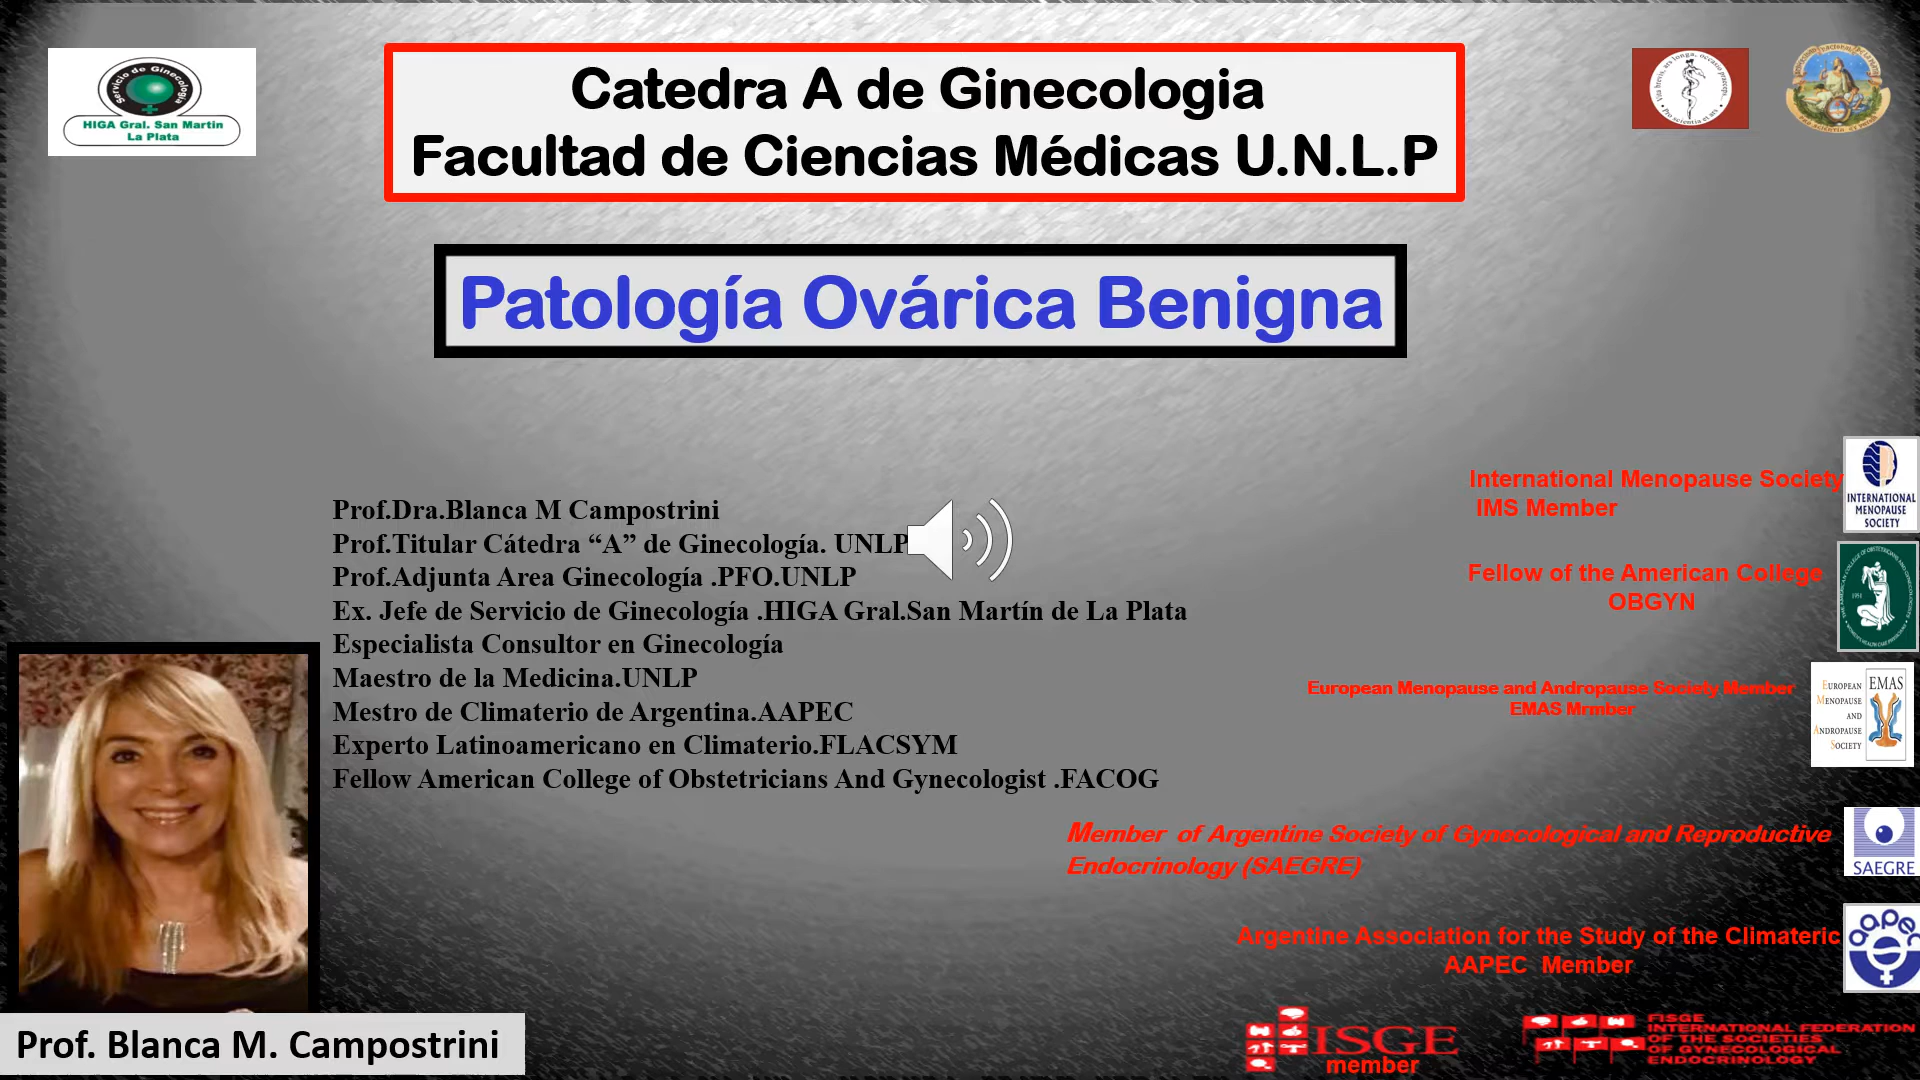 Servicio de Ginecologia
HIGA Gral. San Martin
La Plata
Catedra A de Ginecologia
Facultad de Ciencias Médicas U.N.L.P
Patología Ovárica Benigna
Prof.Dra.Blanca M Campostrini
Prof.Titular Cátedra “A” de Ginecología. UNLP
Prof.Adjunta Area Ginecología .PFO.UNLP
Ex. Jefe de Servicio de Ginecología .HIGA Gral.San Martín de La Plata
Especialista Consultor en Ginecología
Maestro de la Medicina.UNLP
Mestro de Climaterio de Argentina.AAPEC
Experto Latinoamericano en Climaterio.FLACSYM
Fellow American College of Obstetricians And Gynecologist .FACOG
Prof. Blanca M. Campostrini
International Menopause Society
IMS Member
INTERNATIONAL
MENOPAUSE
SOCIETY
Fellow of the American College
OBGYN
European Menopause and Andropause Society Member
EMAS Mrmber
EUROPEAN
MENOPAUSE
AND
ANDROPAUSE
SOCIETY
EMAS
Member of Argentine Society of Gynecological and Reproductive
Endocrinology (SAEGRE)
SAEGRE
Argentine Association for the Study of the Climateric
AAPEC Member
aapec
ISGE
member
FISGE
INTERNATIONAL FEDERATION
OF THE SOCIETIES
OF GYNECOLOGICAL
ENDOCRINOLOGY